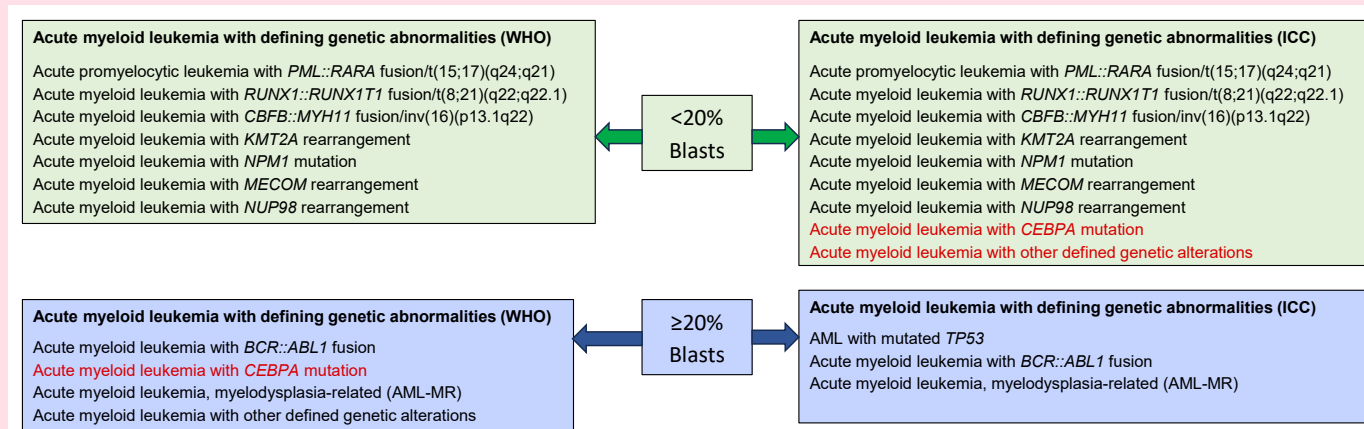 Acute myeloid leukemia with defining genetic abnormalities (WHO)
Acute promyelocytic leukemia with PML::RARA fusion/t(15;17)(q24;q21)
Acute myeloid leukemia with RUNX1::RUNX1T1 fusion/t(8;21)(q22;q22.1)
Acute myeloid leukemia with CBFB::MYH11 fusion/inv(16)(p13.1q22)
Acute myeloid leukemia with KMT2A rearrangement
Acute myeloid leukemia with NPM1 mutation
Acute myeloid leukemia with MECOM rearrangement
Acute myeloid leukemia with NUP98 rearrangement
<20%
Blasts
Acute myeloid leukemia with defining genetic abnormalities (ICC)
Acute promyelocytic leukemia with PML::RARA fusion/t(15;17)(q24;q21)
Acute myeloid leukemia with RUNX1::RUNX1T1 fusion/t(8;21)(q22;q22.1)
Acute myeloid leukemia with CBFB::MYH11 fusion/inv(16)(p13.1q22)
Acute myeloid leukemia with KMT2A rearrangement
Acute myeloid leukemia with NPM1 mutation
Acute myeloid leukemia with MECOM rearrangement
Acute myeloid leukemia with NUP98 rearrangement
Acute myeloid leukemia with CEBPA mutation
Acute myeloid leukemia with other defined genetic alterations
Acute myeloid leukemia with defining genetic abnormalities (WHO)
Acute myeloid leukemia with BCR::ABL1 fusion
Acute myeloid leukemia with CEBPA mutation
Acute myeloid leukemia, myelodysplasia-related (AML-MR)
Acute myeloid leukemia with other defined genetic alterations
≥20%
Blasts
Acute myeloid leukemia with defining genetic abnormalities (ICC)
AML with mutated TP53
Acute myeloid leukemia with BCR::ABL1 fusion
Acute myeloid leukemia, myelodysplasia-related (AML-MR)